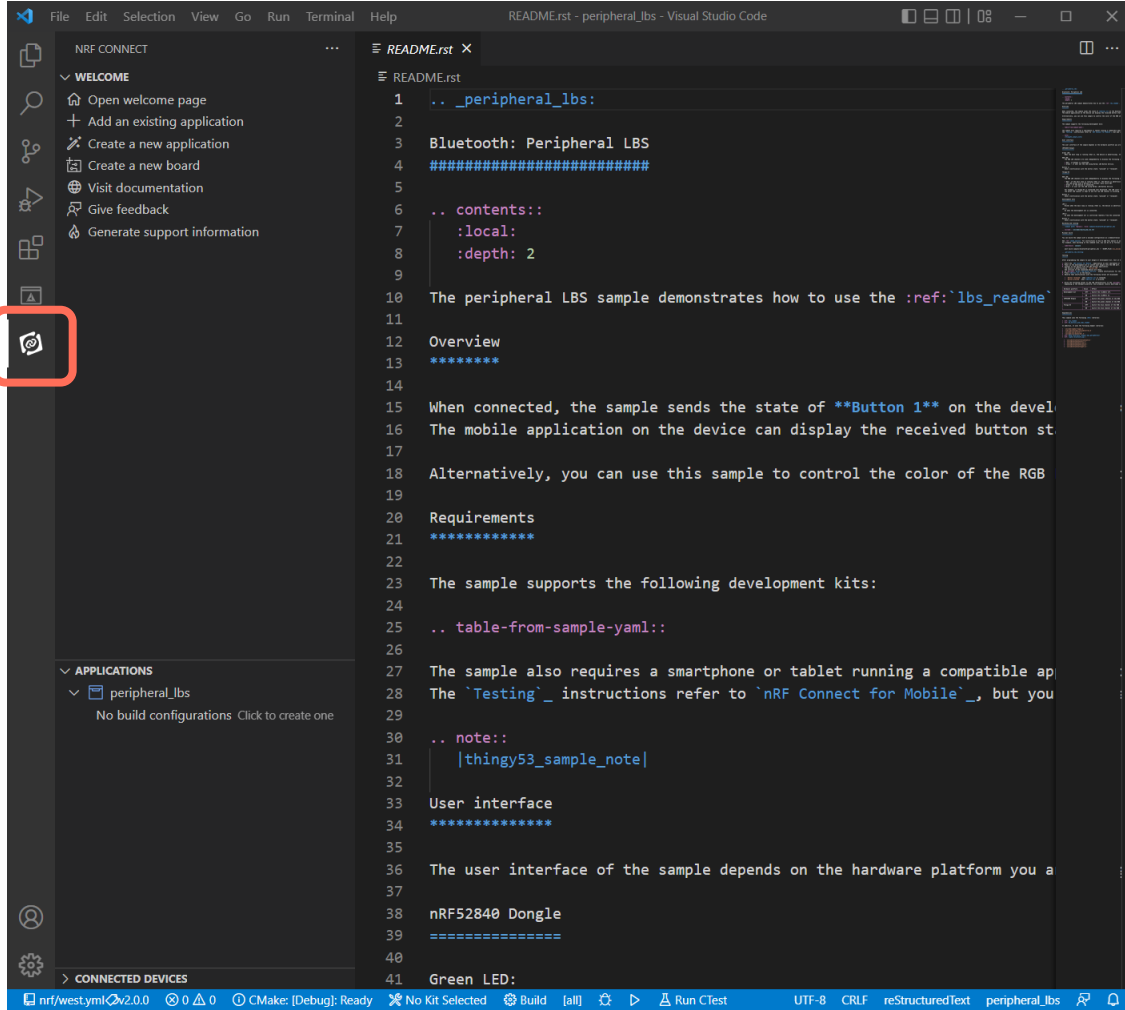 File Edit Selection View Go Run Terminal Help README.rst - peripheral_lbs - Visual Studio Code
NRF CONNECT
WELCOME
Open welcome page
Add an existing application
Create a new application
Create a new board
Visit documentation
Give feedback
Generate support information
APPLICATIONS
peripheral_lbs
No build configurations Click to create one
CONNECTED DEVICES
README.rst
README.rst
1 .. _peripheral_lbs:
2
3 Bluetooth: Peripheral LBS
4 #########################
5
6 .. contents::
7 :local:
8 :depth: 2
9
10 The peripheral LBS sample demonstrates how to use the :ref:`lbs_readme`
11
12 Overview
13 ********
14
15 When connected, the sample sends the state of **Button 1** on the devel
16 The mobile application on the device can display the received button sta
17
18 Alternatively, you can use this sample to control the color of the RGB
19
20 Requirements
21 ************
22
23 The sample supports the following development kits:
24
25 .. table-from-sample-yaml::
26
27 The sample also requires a smartphone or tablet running a compatible app
28 The `Testing`_ instructions refer to `nRF Connect for Mobile`_, but you
29
30 .. note::
31 |thingy53_sample_note|
32
33 User interface
34 **************
35
36 The user interface of the sample depends on the hardware platform you a
37
38 nRF52840 Dongle
39 ===============
40
41 Green LED:
nrf/west.yml v2.0.0 0 0 CMake: [Debug]: Ready No Kit Selected Build [all] Run CTest UTF-8 CRLF reStructuredText peripheral_lbs